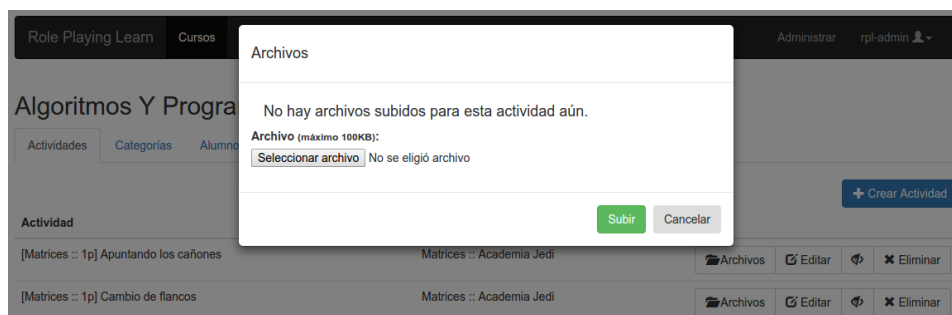 Role Playing Learn Cursos Administrar rpl-admin
Archivos
Algoritmos Y Progra
No hay archivos subidos para esta actividad aún.
Actividades Categorías Alumno
Archivo (máximo 100KB):
Seleccionar archivo No se eligió archivo
Crear Actividad
Subir Cancelar
Actividad
[Matrices :: 1p] Apuntando los cañones Matrices :: Academia Jedi Archivos Editar Eliminar
[Matrices :: 1p] Cambio de flancos Matrices :: Academia Jedi Archivos Editar Eliminar